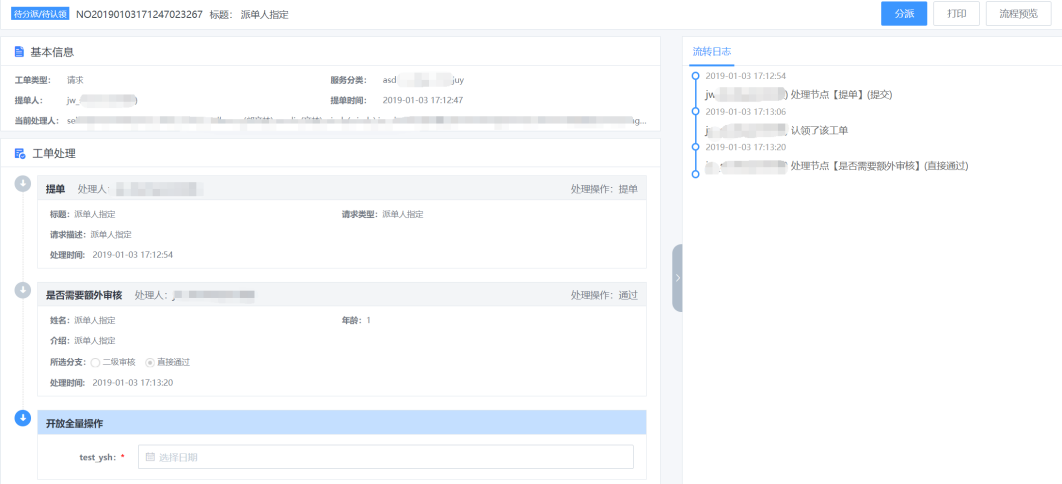 待分派/待认领 NO20190103171247023267 标题： 派单人指定 分派 打印 流程预览
基本信息
工单类型： 请求 服务分类： asd juy
提单人： jw_ ) 提单时间： 2019-01-03 17:12:47
当前处理人： sel
工单处理
提单 处理人： 处理操作：提单
标题：派单人指定 请求类型：派单人指定
请求描述：派单人指定
处理时间： 2019-01-03 17:12:54
是否需要额外审核 处理人： 处理操作：通过
姓名：派单人指定 年龄：1
介绍：派单人指定
所选分支： 二级审核 直接通过
处理时间： 2019-01-03 17:13:20
开放全量操作
test_ysh： * 选择日期
流转日志
2019-01-03 17:12:54
jw ) 处理节点【提单】(提交)
2019-01-03 17:13:06
认领了该工单
2019-01-03 17:13:20
处理节点【是否需要额外审核】(直接通过)